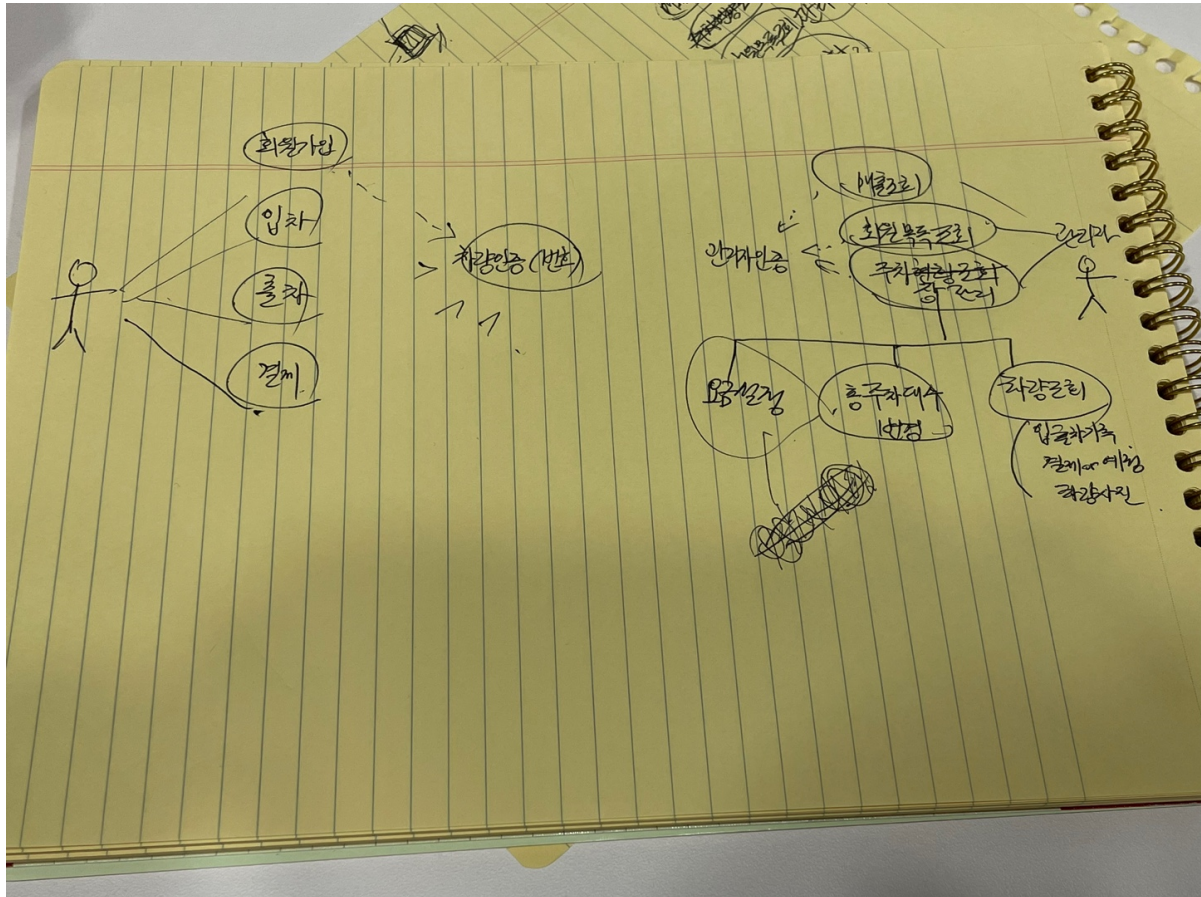 회원가입
입차
출차
결제
차량인증 (번호)
매출조회
회원 목록 조회
주차현황조회
및 관리
관리자인증
관리자
요금설정
총 주차 대수
변경
차량조회
입출차기록
결제 or 예정
차량사진